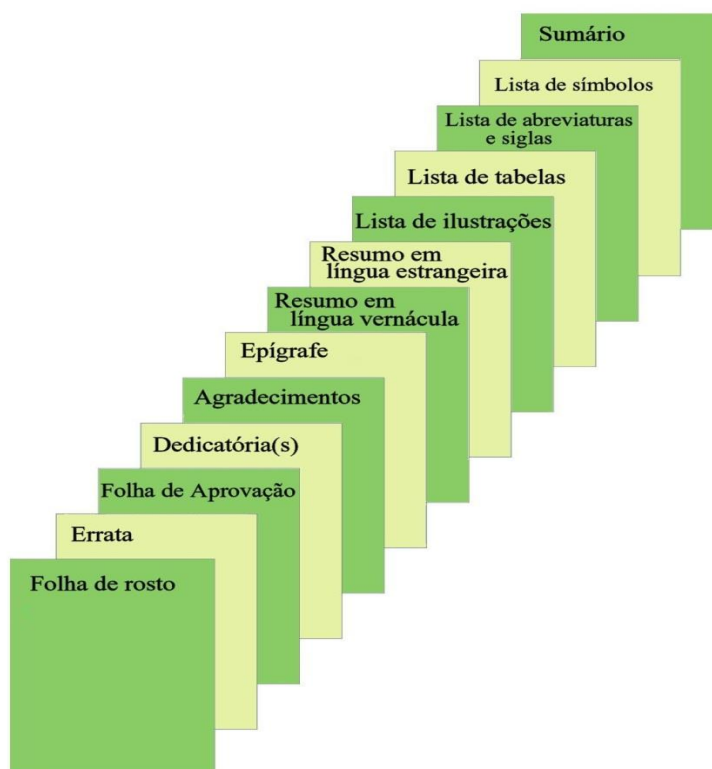 Sumário
Lista de símbolos
Lista de abreviaturas
e siglas
Lista de tabelas
Lista de ilustrações
Resumo em
língua estrangeira
Resumo em
língua vernácula
Epígrafe
Agradecimentos
Dedicatória(s)
Folha de Aprovação
Errata
Folha de rosto